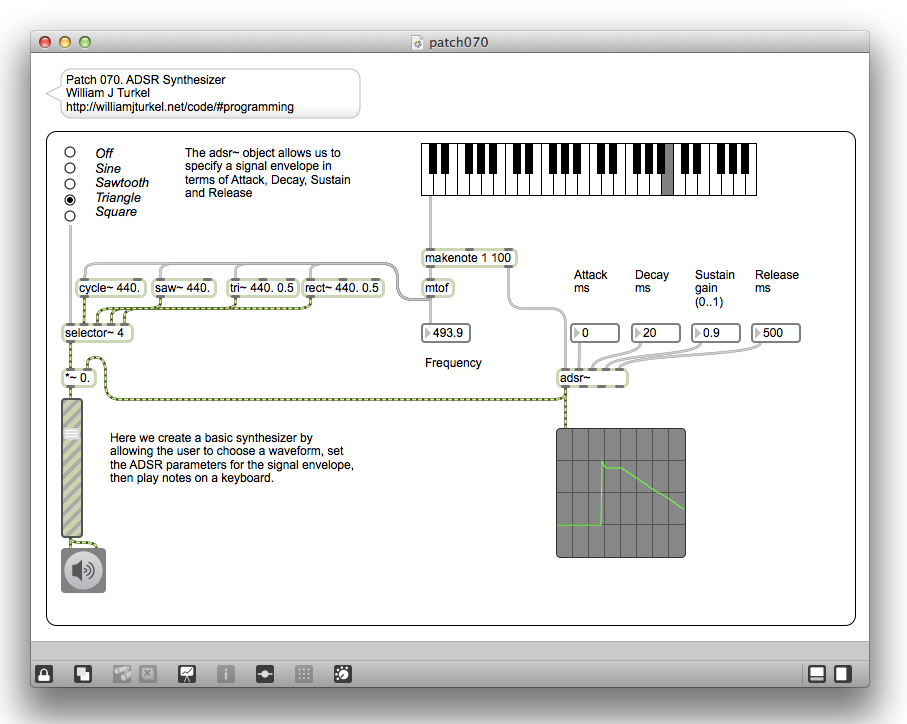 patch070
Patch 070. ADSR Synthesizer
William J Turkel
http://williamjturkel.net/code/#programming
Off
Sine
Sawtooth
Triangle
Square
The adsr~ object allows us to
specify a signal envelope in
terms of Attack, Decay, Sustain
and Release
makenote 1 100
cycle~ 440.
saw~ 440.
tri~ 440. 0.5
rect~ 440. 0.5
mtof
Attack
ms
Decay
ms
Sustain
gain
(0..1)
Release
ms
selector~ 4
493.9
0
20
0.9
500
Frequency
*~ 0.
adsr~
Here we create a basic synthesizer by
allowing the user to choose a waveform, set
the ADSR parameters for the signal envelope,
then play notes on a keyboard.